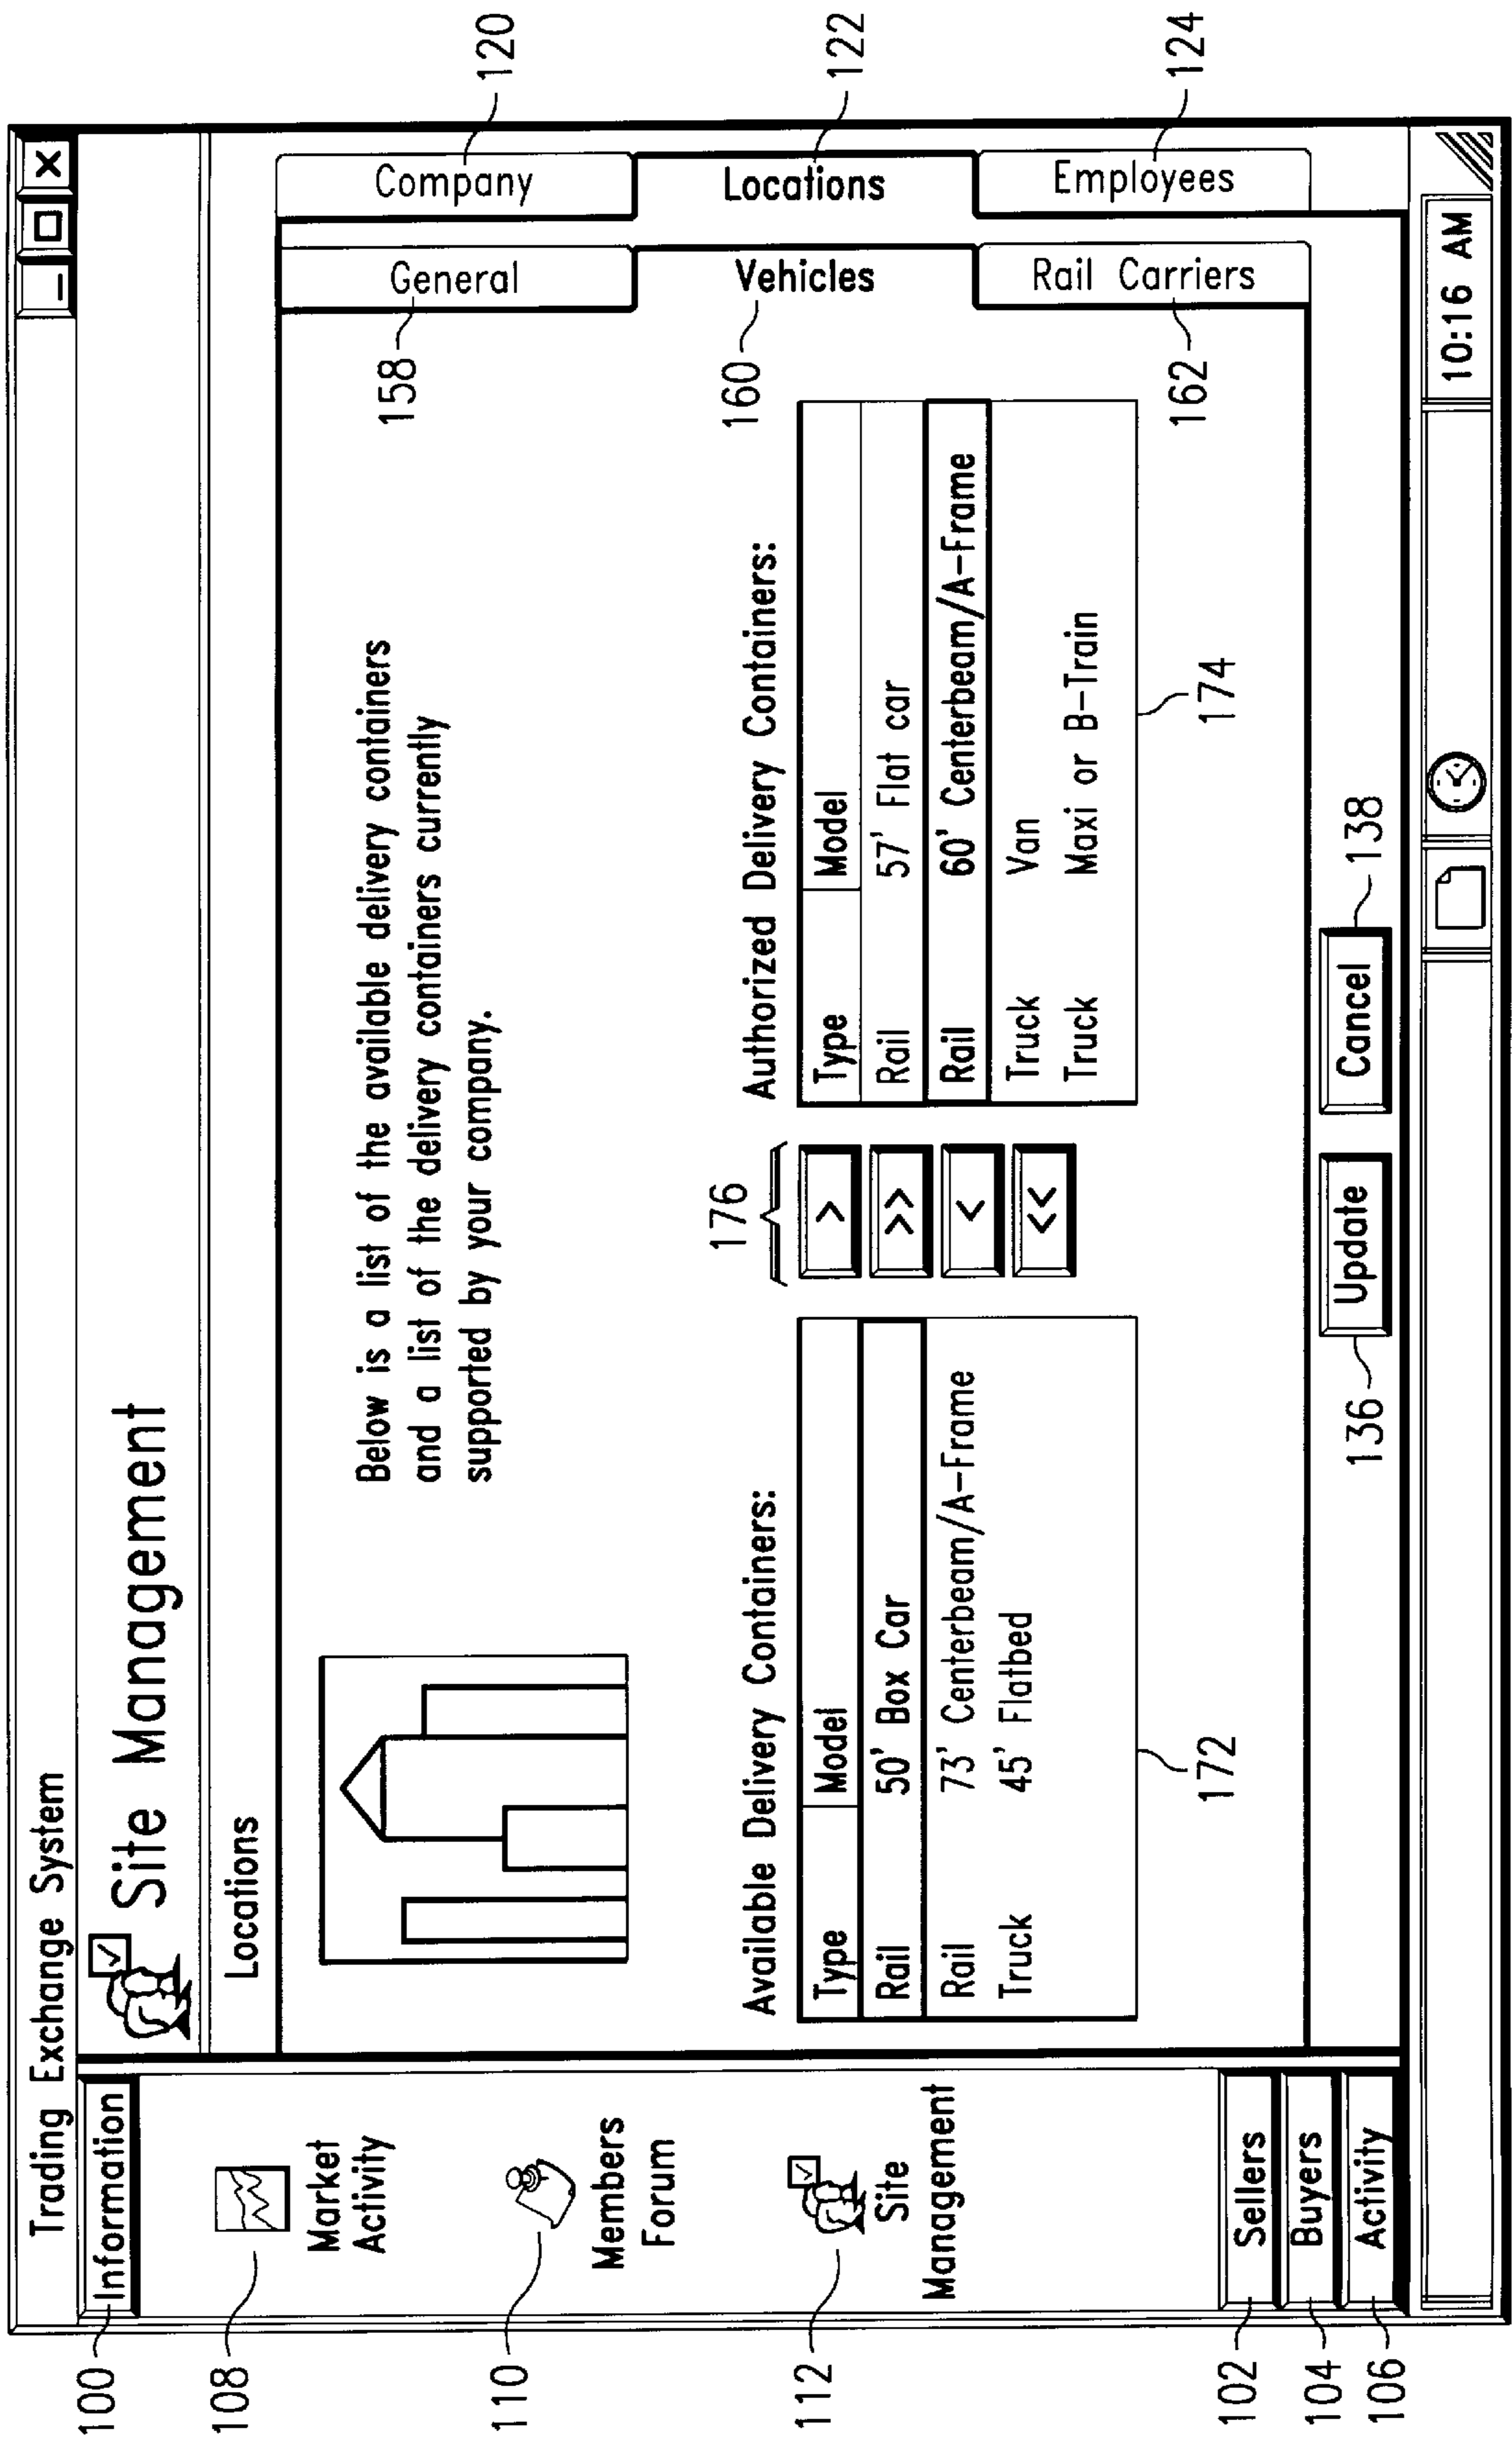 Trading Exchange System
_ □ X
100
Information
Site Management
Locations
108
Market
Activity
110
Members
Forum
112
Site
Management
102
Sellers
104
Buyers
106
Activity
Below is a list of the available delivery containers
and a list of the delivery containers currently
supported by your company.
Available Delivery Containers:
Type Model
Rail 50' Box Car
Rail 73' Centerbeam/A-Frame
Truck 45' Flatbed
172
176
>
>>
<
<<
Authorized Delivery Containers:
Type Model
Rail 57' Flat car
Rail 60' Centerbeam/A-Frame
Truck Van
Truck Maxi or B-Train
174
158
General
160
Vehicles
162
Rail Carriers
Company
120
Locations
122
Employees
124
136
Update
Cancel
138
10:16 AM